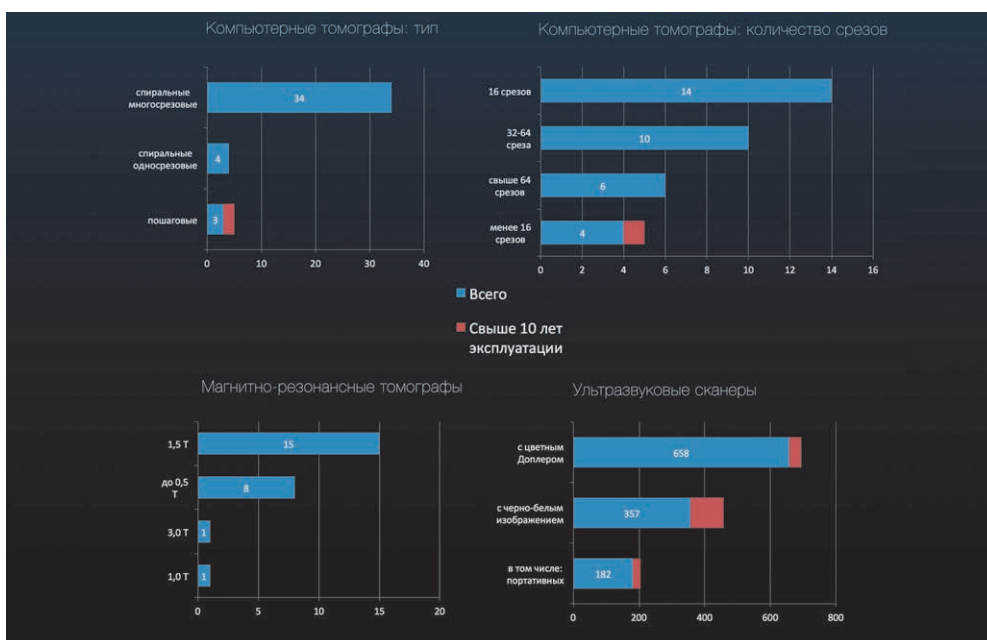 Компьютерные томографы: тип
спиральные
многосрезовые
34
спиральные
односрезовые
4
пошаговые
3
0 10 20 30 40
Компьютерные томографы: количество срезов
16 срезов
14
32-64
среза
10
свыше 64
срезов
6
менее 16
срезов
4
0 2 4 6 8 10 12 14 16
Всего
Свыше 10 лет
эксплуатации
Магнитно-резонансные томографы
1,5 Т
15
до 0,5
Т
8
3,0 Т
1
1,0 Т
1
0 5 10 15 20
Ультразвуковые сканеры
с цветным
Доплером
658
с черно-белым
изображением
357
в том числе:
портативных
182
0 200 400 600 800